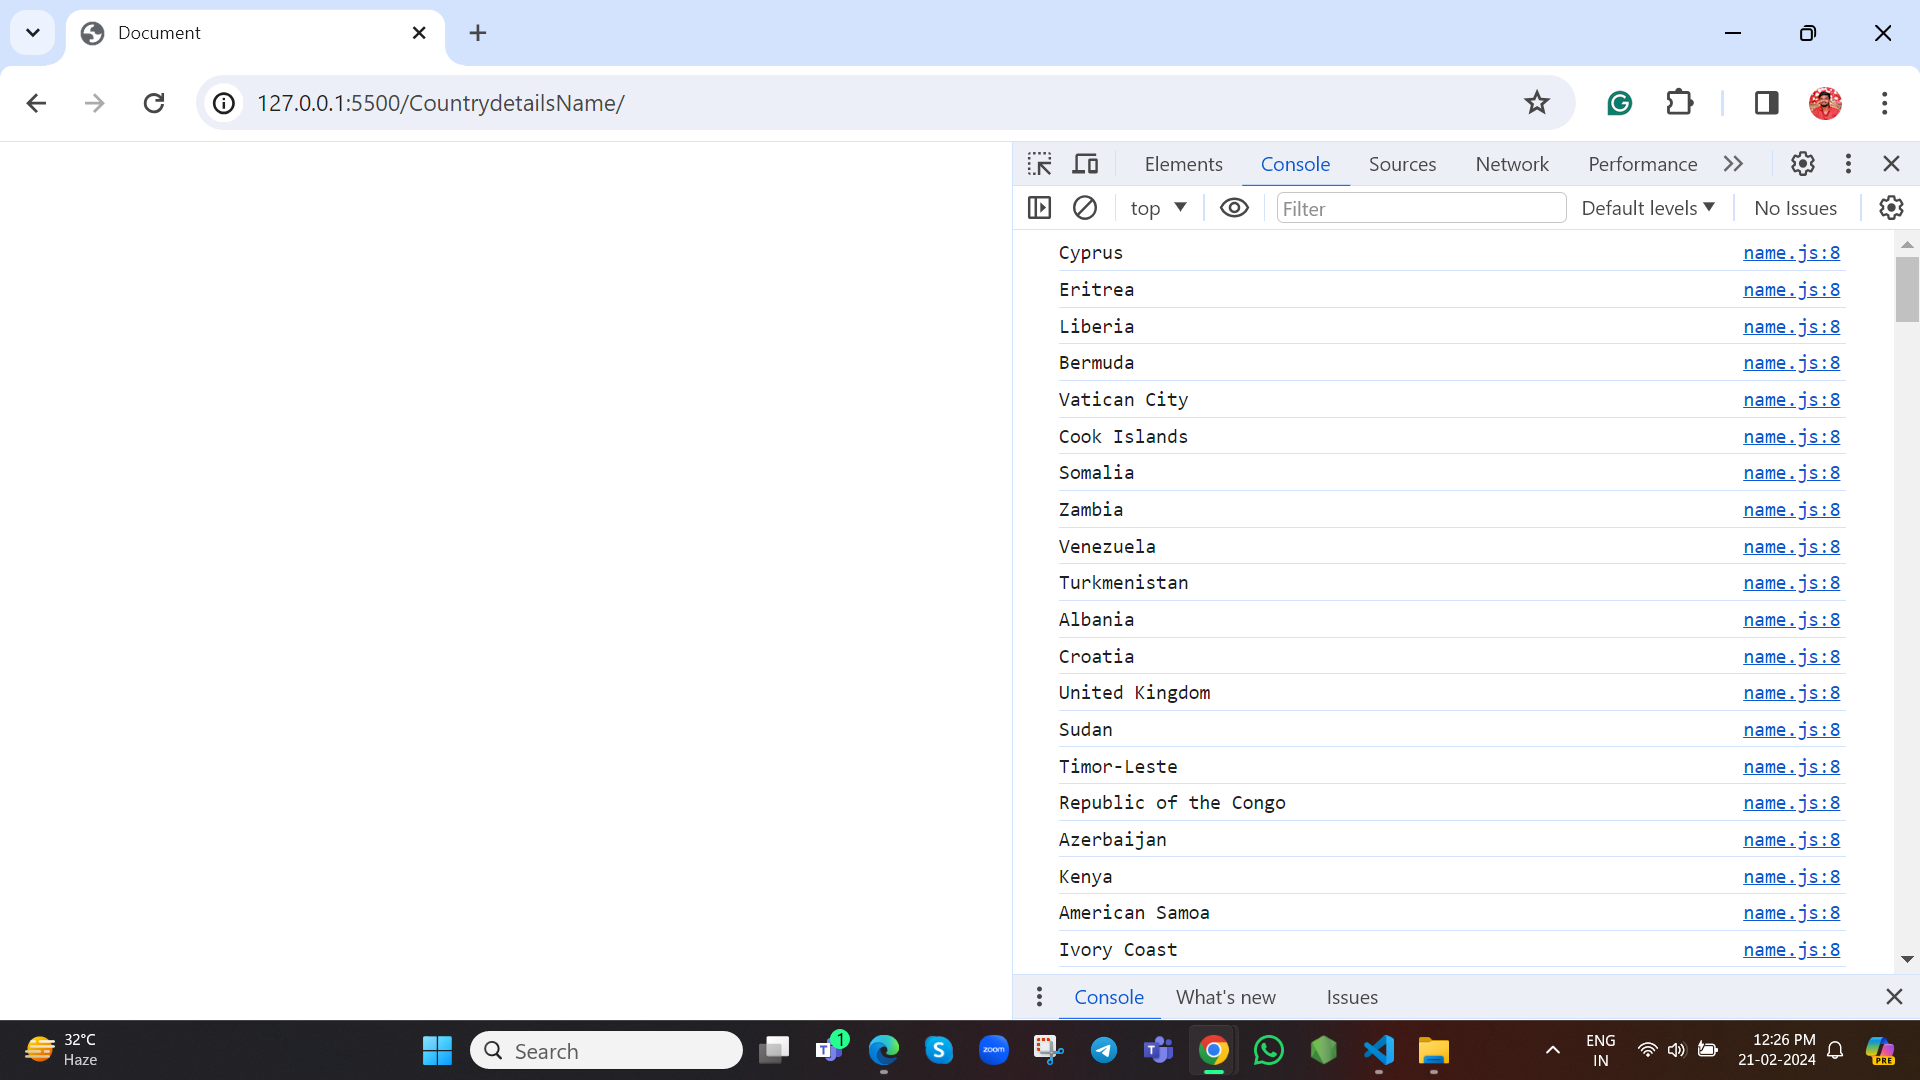 Document
127.0.0.1:5500/CountrydetailsName/
Elements Console Sources Network Performance
top Filter Default levels No Issues
Cyprus name.js:8
Eritrea name.js:8
Liberia name.js:8
Bermuda name.js:8
Vatican City name.js:8
Cook Islands name.js:8
Somalia name.js:8
Zambia name.js:8
Venezuela name.js:8
Turkmenistan name.js:8
Albania name.js:8
Croatia name.js:8
United Kingdom name.js:8
Sudan name.js:8
Timor-Leste name.js:8
Republic of the Congo name.js:8
Azerbaijan name.js:8
Kenya name.js:8
American Samoa name.js:8
Ivory Coast name.js:8
Console What's new Issues
32°C
Haze
Search
1
T
S
zoom
T
ENG
IN
12:26 PM
21-02-2024
PRE